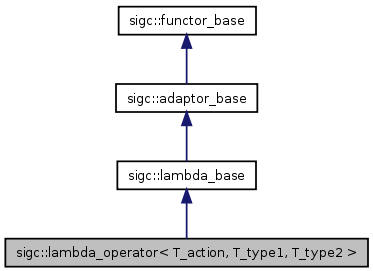 sigc::functor_base
sigc::adaptor_base
sigc::lambda_base
sigc::lambda_operator< T_action, T_type1, T_type2 >